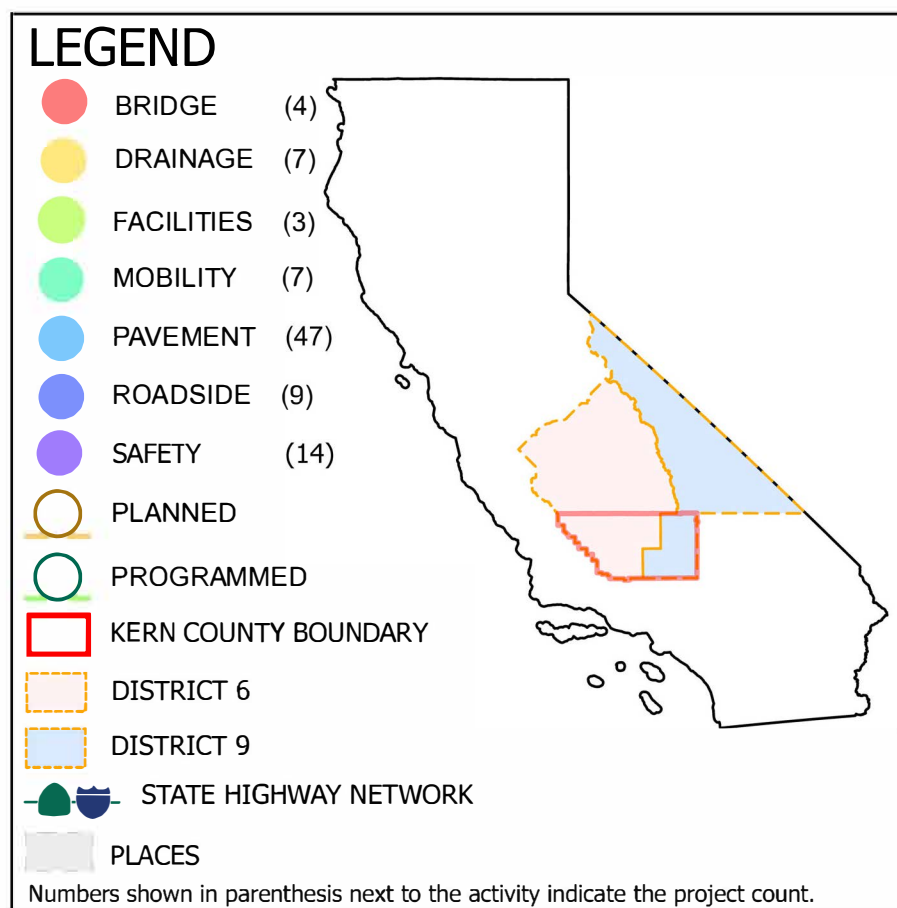 LEGEND
BRIDGE (4)
DRAINAGE (7)
FACILITIES (3)
MOBILITY (7)
PAVEMENT (47)
ROADSIDE (9)
SAFETY (14)
PLANNED
PROGRAMMED
KERN COUNTY BOUNDARY
DISTRICT 6
DISTRICT 9
STATE HIGHWAY NETWORK
PLACES
Numbers shown in parenthesis next to the activity indicate the project count.